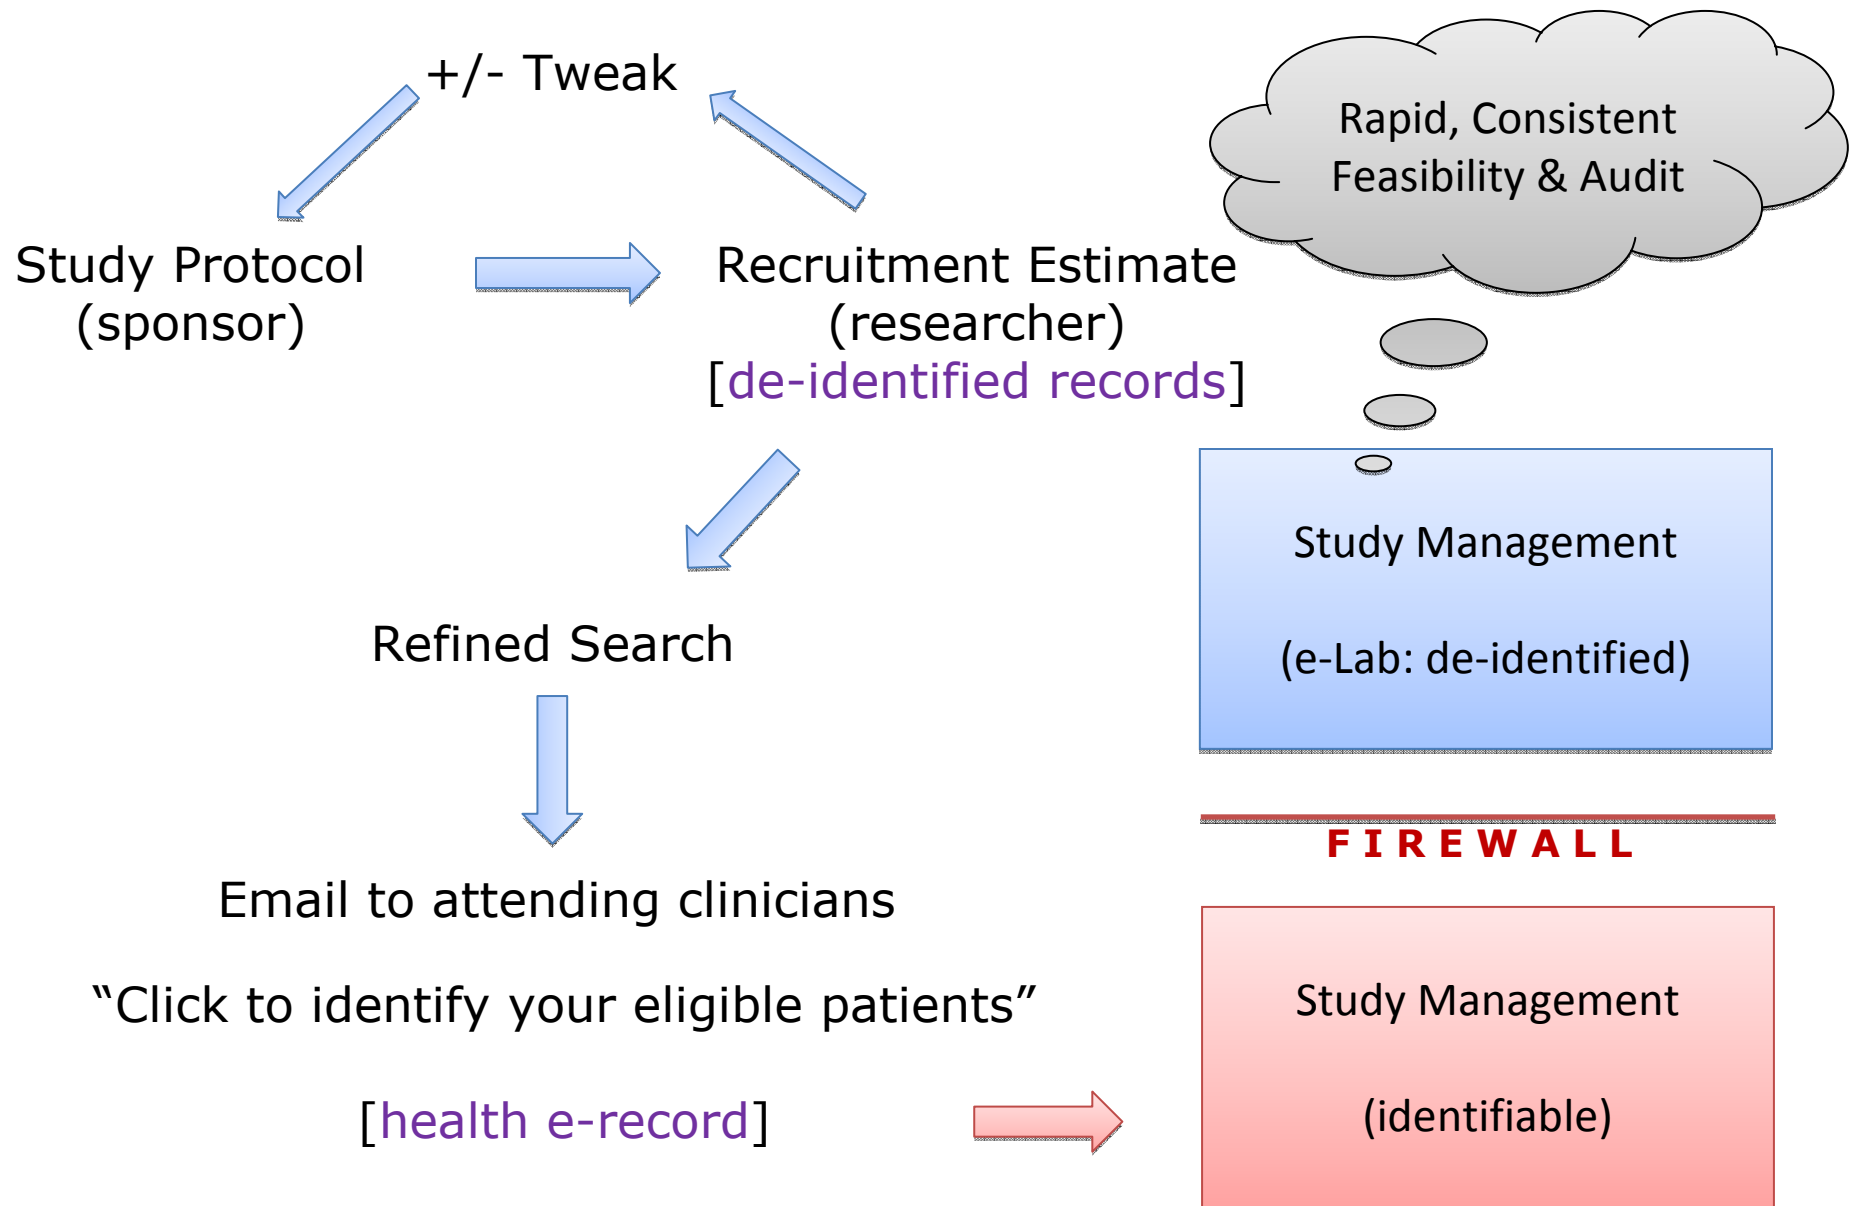 +/- Tweak
Study Protocol
(sponsor)
Recruitment Estimate
(researcher)
[de-identified records]
Refined Search
Email to attending clinicians
“Click to identify your eligible patients”
[health e-record]
Rapid, Consistent
Feasibility & Audit
Study Management
(e-Lab: de-identified)
FIREWALL
Study Management
(identifiable)